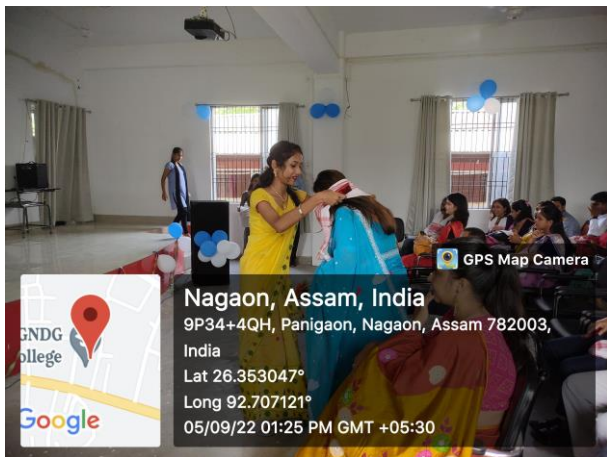 GPS Map Camera
Nagaon, Assam, India
9P34+4QH, Panigaon, Nagaon, Assam 782003,
India
Lat 26.353047°
Long 92.707121°
05/09/22 01:25 PM GMT +05:30
GNDG
ollege
Google